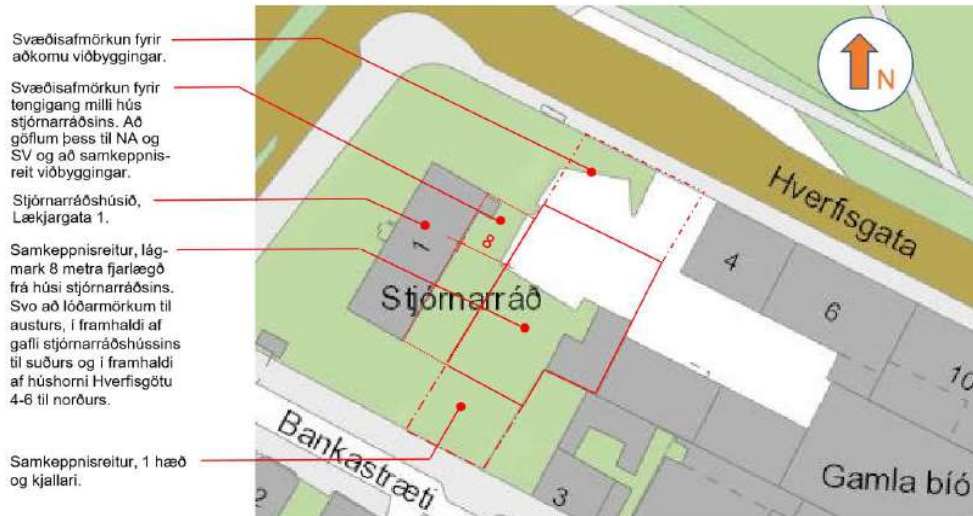 Svæðisafmörkun fyrir
aðkomu viðbyggingar.
Svæðisafmörkun fyrir
tengigang milli hús
stjórnarráðsins. Að
göflum þess til NA og
SV og að samkeppnis-
reit viðbyggingar.
Stjórnarráðshúsið,
Lækjargata 1.
Samkeppnisreitur, lág-
mark 8 metra fjarlægð
frá húsi stjórnarráðsins.
Svo að lóðarmörkum til
austurs, í framhaldi af
gafli stjórnarráðshússins
til suðurs og í framhaldi
af húshorni Hverfisgötu
4-6 til norðurs.
Samkeppnisreitur, 1 hæð
og kjallari.
N
Hverfisgata
1
8
4
6
10
Stjórnarráð
Bankastræti
2
3
Gamla bíó